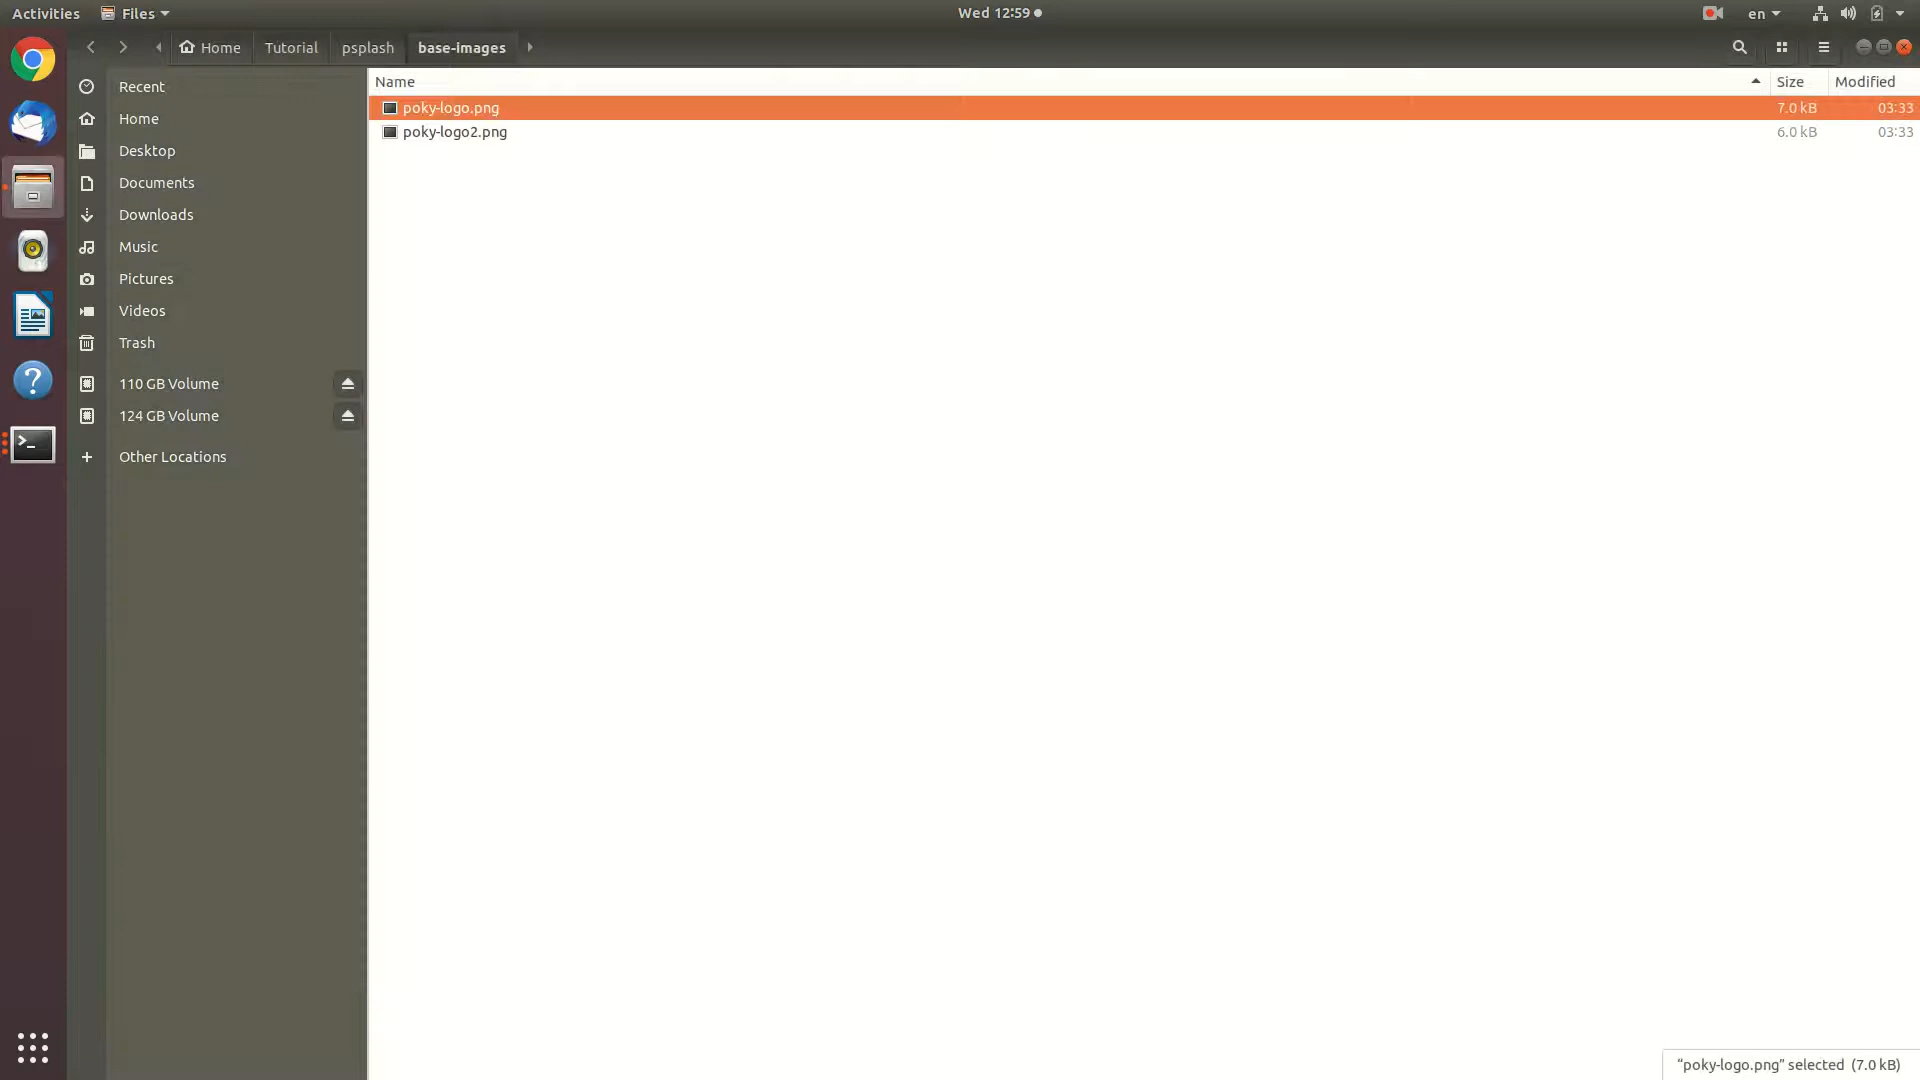 Activities Files Wed 12:59 en
Home Tutorial psplash base-images
Recent
Home
Desktop
Documents
Downloads
Music
Pictures
Videos
Trash
110 GB Volume
124 GB Volume
Other Locations
Name Size Modified
poky-logo.png 7.0 kB 03:33
poky-logo2.png 6.0 kB 03:33
“poky-logo.png” selected (7.0 kB)